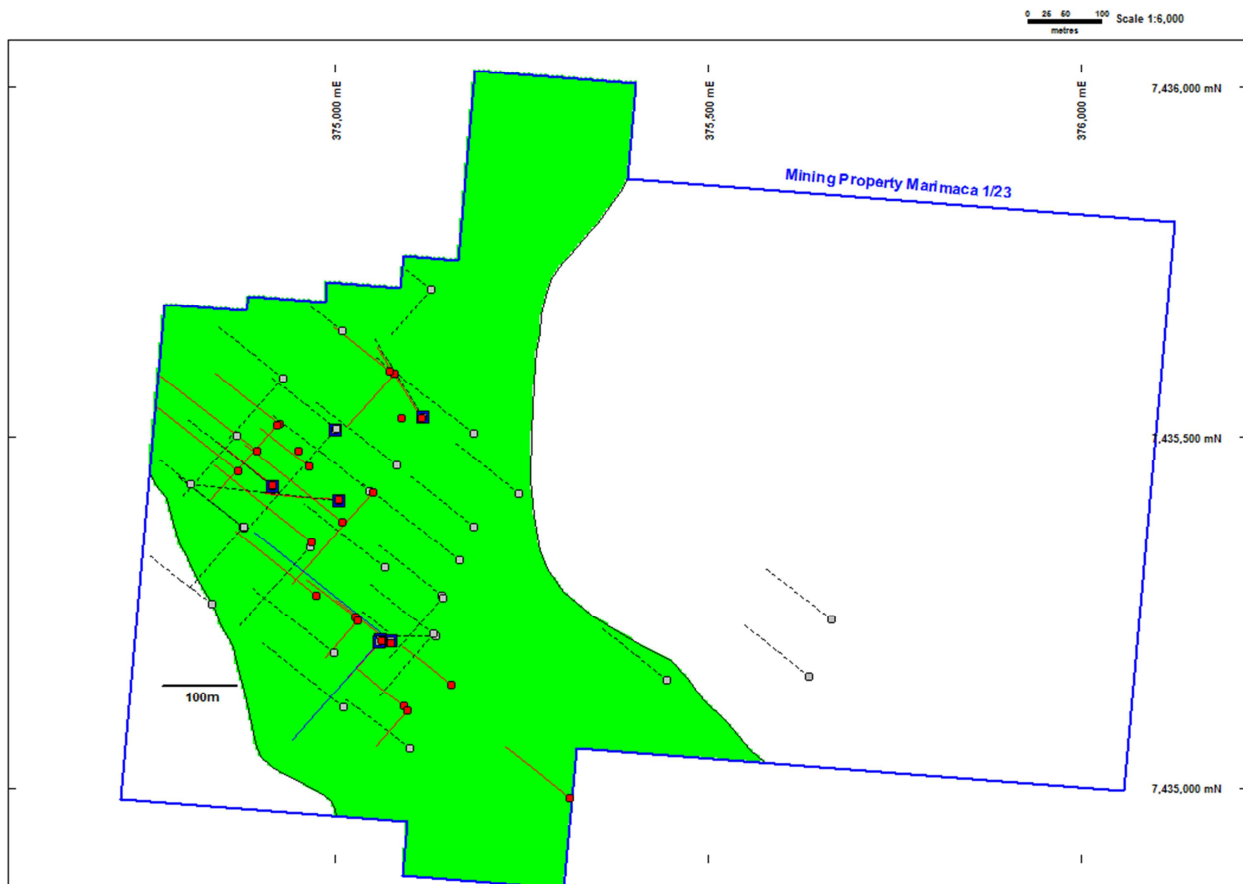 0 25 50 100 Scale 1:6,000
metres
375,000 mE
375,500 mE
376,000 mE
7,436,000 mN
Mining Property Marimaca 1/23
7,435,500 mN
100m
7,435,000 mN